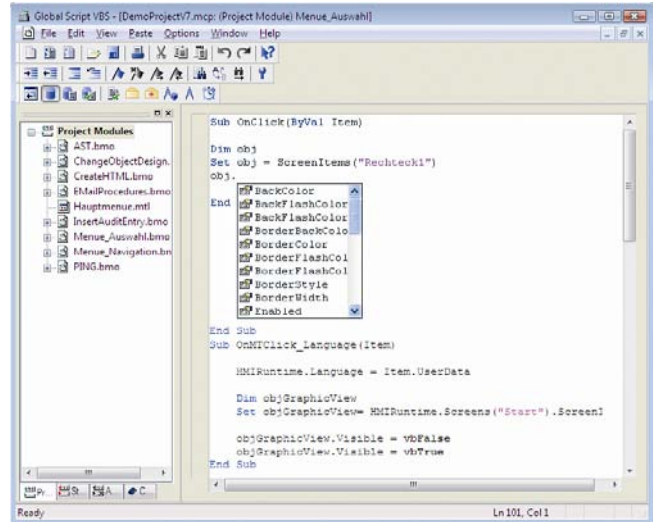 Global Script VBS - [DemoProjectV7.mcp: (Project Module) Menue_Auswahl]
File Edit View Paste Options Window Help
Project Modules
AST.bmo
ChangeObjectDesign.
CreateHTML.bmo
EMailProcedures.bmo
Hauptmenue.mtl
InsertAuditEntry.bmo
Menue_Auswahl.bmo
Menue_Navigation.bm
PING.bmo
Pr... St... A... C...
Sub OnClick(ByVal Item)
Dim obj
Set obj = ScreenItems("Rechteck1")
obj.
End
BackColor
BackFlashColor
BackFlashColor
BorderBackColo
BorderColor
BorderFlashCol
BorderFlashCol
BorderStyle
BorderWidth
Enabled
End Sub
Sub OnMTClick_Language(Item)
HMIRuntime.Language = Item.UserData
Dim objGraphicView
Set objGraphicView= HMIRuntime.Screens("Start").ScreenI
objGraphicView.Visible = vbFalse
objGraphicView.Visible = vbTrue
End Sub
Ready
Ln 101, Col 1